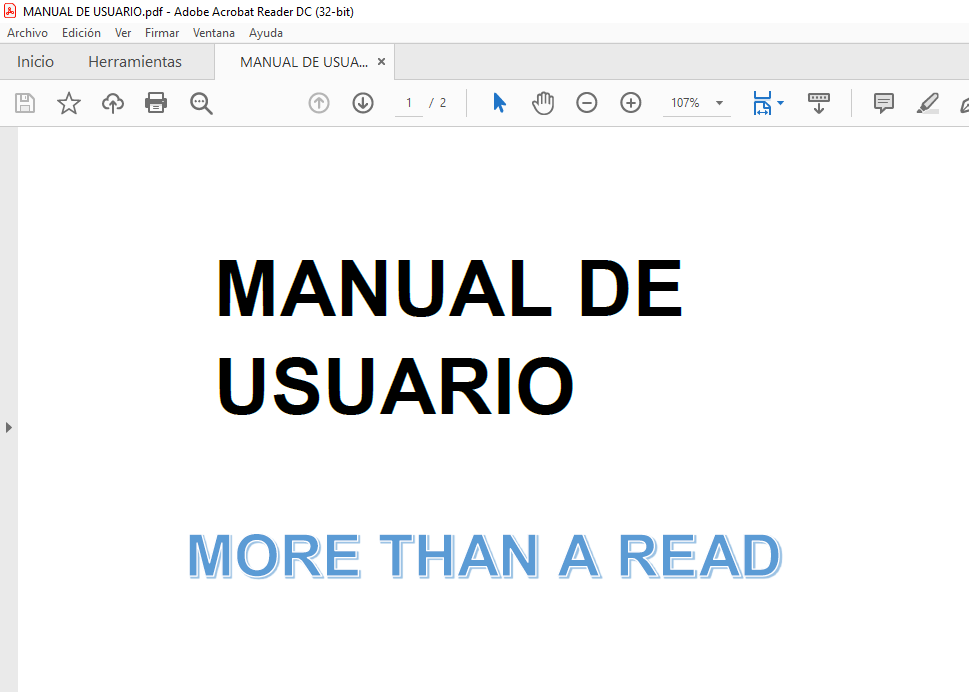 MANUAL DE USUARIO.pdf - Adobe Acrobat Reader DC (32-bit)
Archivo Edición Ver Firmar Ventana Ayuda
Inicio Herramientas MANUAL DE USUA... ×
1 / 2 107%
MANUAL DE
USUARIO
MORE THAN A READ